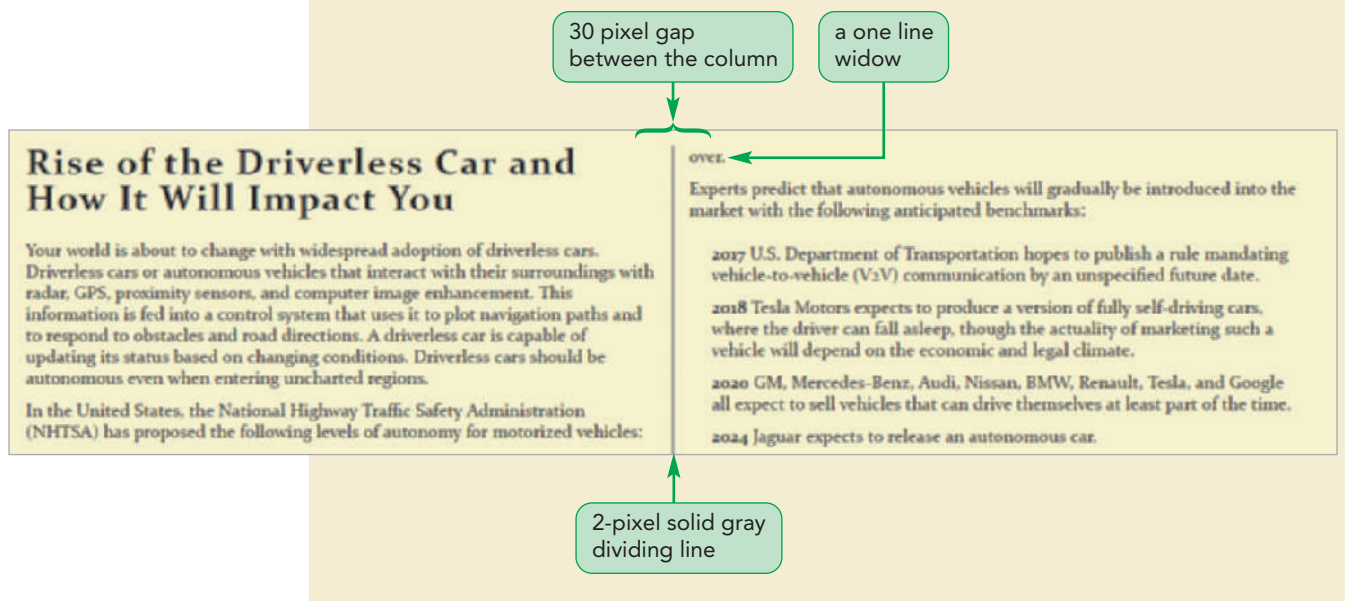 30 pixel gap
between the column
a one line
widow
Rise of the Driverless Car and
How It Will Impact You
Your world is about to change with widespread adoption of driverless cars.
Driverless cars or autonomous vehicles that interact with their surroundings with
radar, GPS, proximity sensors, and computer image enhancement. This
information is fed into a control system that uses it to plot navigation paths and
to respond to obstacles and road directions. A driverless car is capable of
updating its status based on changing conditions. Driverless cars should be
autonomous even when entering uncharted regions.
In the United States, the National Highway Traffic Safety Administration
(NHTSA) has proposed the following levels of autonomy for motorized vehicles:
over.
Experts predict that autonomous vehicles will gradually be introduced into the
market with the following anticipated benchmarks:
2017 U.S. Department of Transportation hopes to publish a rule mandating
vehicle-to-vehicle (V2V) communication by an unspecified future date.
2018 Tesla Motors expects to produce a version of fully self-driving cars,
where the driver can fall asleep, though the actuality of marketing such a
vehicle will depend on the economic and legal climate.
2020 GM, Mercedes-Benz, Audi, Nissan, BMW, Renault, Tesla, and Google
all expect to sell vehicles that can drive themselves at least part of the time.
2024 Jaguar expects to release an autonomous car.
2-pixel solid gray
dividing line